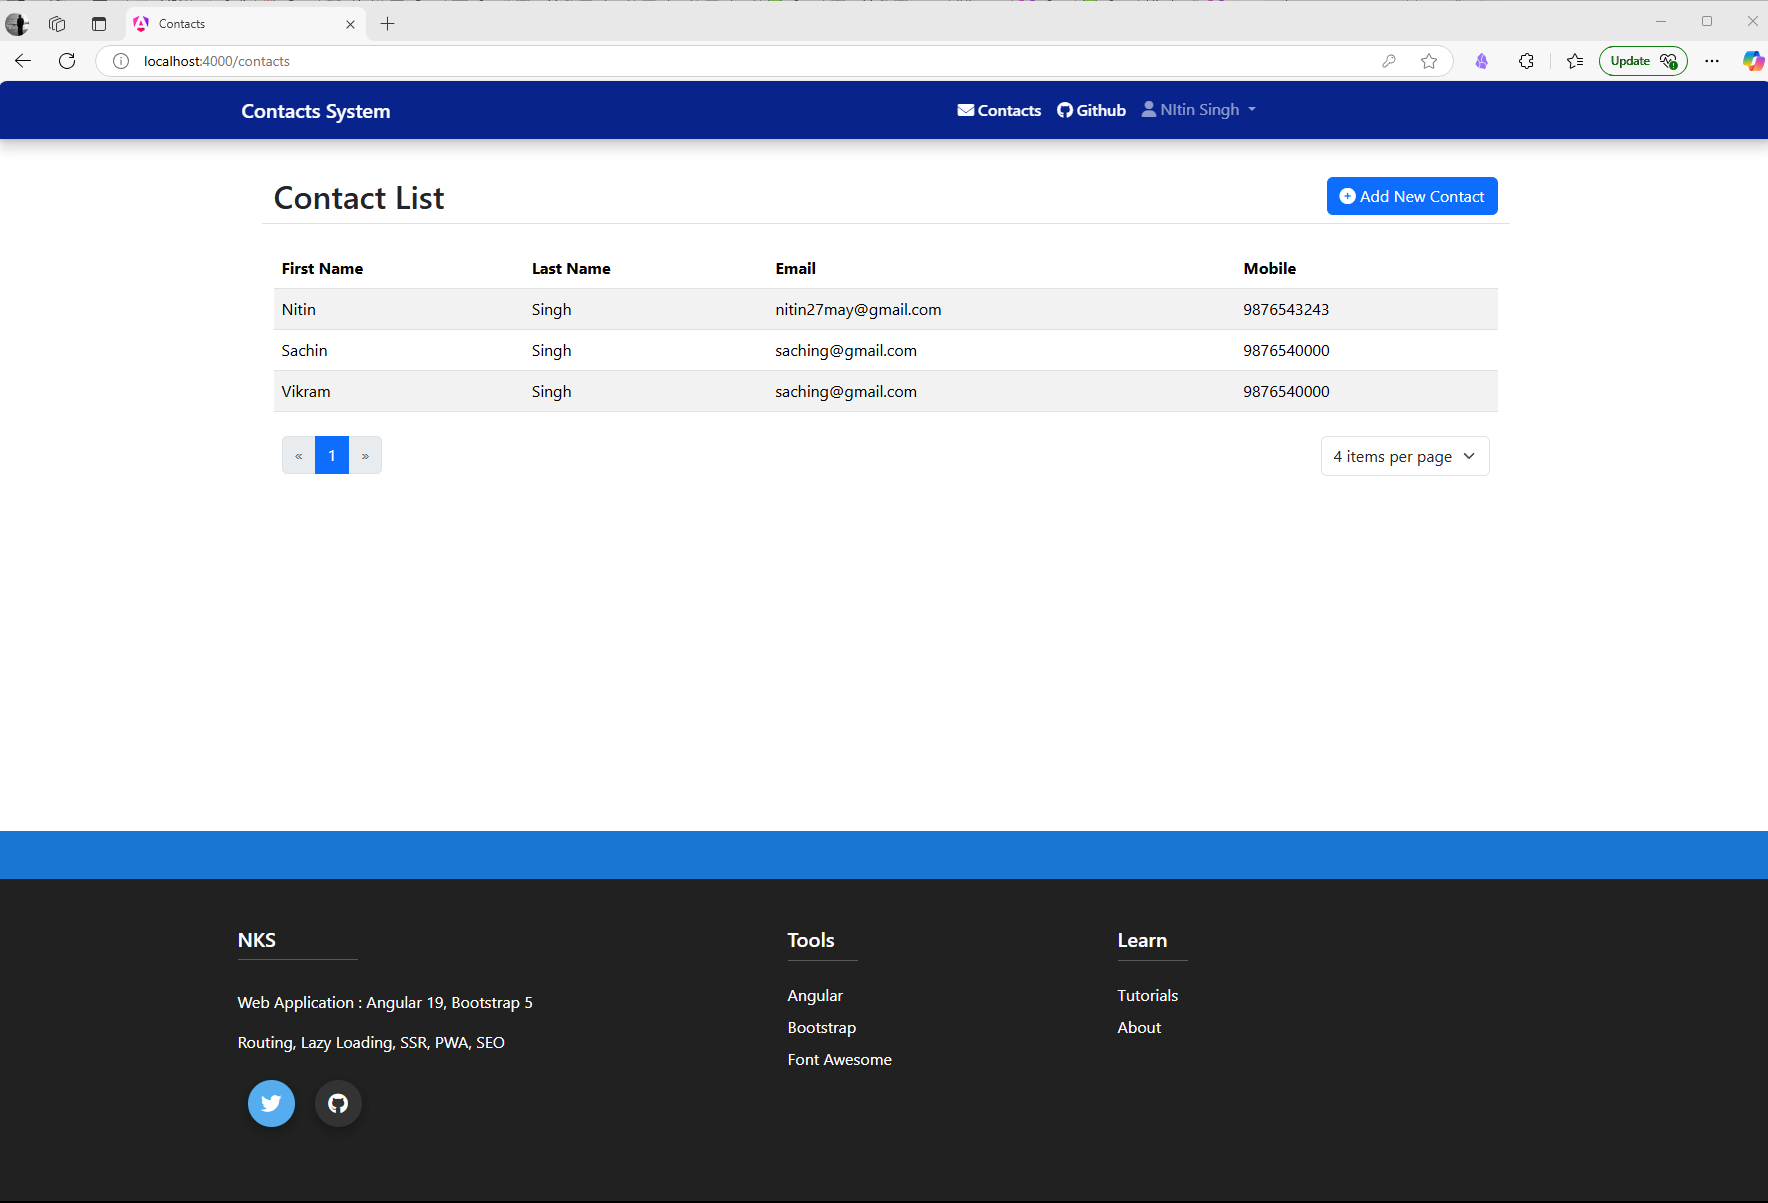 Contacts
localhost:4000/contacts
Update
Contacts System
Contacts Github NItin Singh
Contact List
Add New Contact
First Name Last Name Email Mobile
Nitin Singh nitin27may@gmail.com 9876543243
Sachin Singh saching@gmail.com 9876540000
Vikram Singh saching@gmail.com 9876540000
« 1 »
4 items per page
NKS
Web Application : Angular 19, Bootstrap 5
Routing, Lazy Loading, SSR, PWA, SEO
Tools
Angular
Bootstrap
Font Awesome
Learn
Tutorials
About